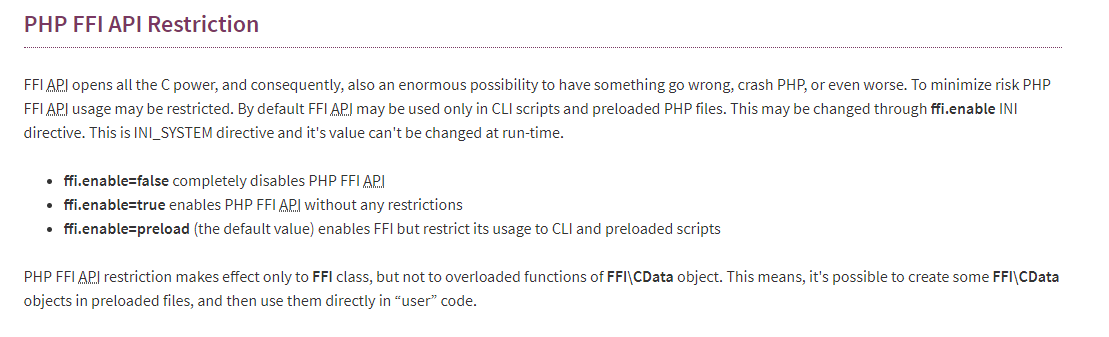 PHP FFI API Restriction
FFI API opens all the C power, and consequently, also an enormous possibility to have something go wrong, crash PHP, or even worse. To minimize risk PHP
FFI API usage may be restricted. By default FFI API may be used only in CLI scripts and preloaded PHP files. This may be changed through ffi.enable INI
directive. This is INI_SYSTEM directive and it's value can't be changed at run-time.
• ffi.enable=false completely disables PHP FFI API
• ffi.enable=true enables PHP FFI API without any restrictions
• ffi.enable=preload (the default value) enables FFI but restrict its usage to CLI and preloaded scripts
PHP FFI API restriction makes effect only to FFI class, but not to overloaded functions of FFI\CData object. This means, it's possible to create some FFI\CData
objects in preloaded files, and then use them directly in “user” code.